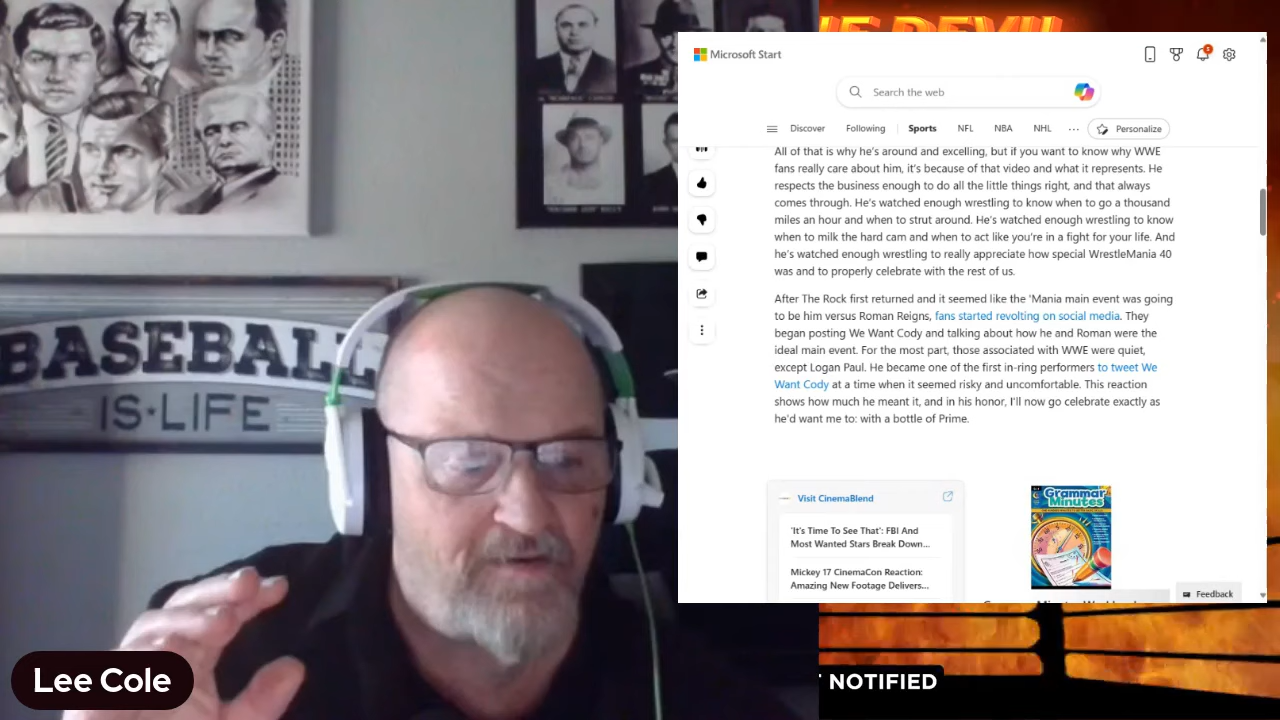 THE DEVIL
Microsoft Start
5
Search the web
Discover
Following
Sports
NFL
NBA
NHL
Personalize
All of that is why he's around and excelling, but if you want to know why WWE
fans really care about him, it's because of that video and what it represents. He
respects the business enough to do all the little things right, and that always
comes through. He's watched enough wrestling to know when to go a thousand
miles an hour and when to strut around. He's watched enough wrestling to know
when to milk the hard cam and when to act like you're in a fight for your life. And
he's watched enough wrestling to really appreciate how special WrestleMania 40
was and to properly celebrate with the rest of us.
After The Rock first returned and it seemed like the 'Mania main event was going
to be him versus Roman Reigns, fans started revolting on social media. They
began posting We Want Cody and talking about how he and Roman were the
ideal main event. For the most part, those associated with WWE were quiet,
except Logan Paul. He became one of the first in-ring performers to tweet We
Want Cody at a time when it seemed risky and uncomfortable. This reaction
shows how much he meant it, and in his honor, I'll now go celebrate exactly as
he'd want me to: with a bottle of Prime.
Visit CinemaBlend
'It's Time To See That': FBI And
Most Wanted Stars Break Down...
Mickey 17 CinemaCon Reaction:
Amazing New Footage Delivers...
Grammar
Minutes
Feedback
BASEBALL
IS·LIFE
Lee Cole
NOTIFIED